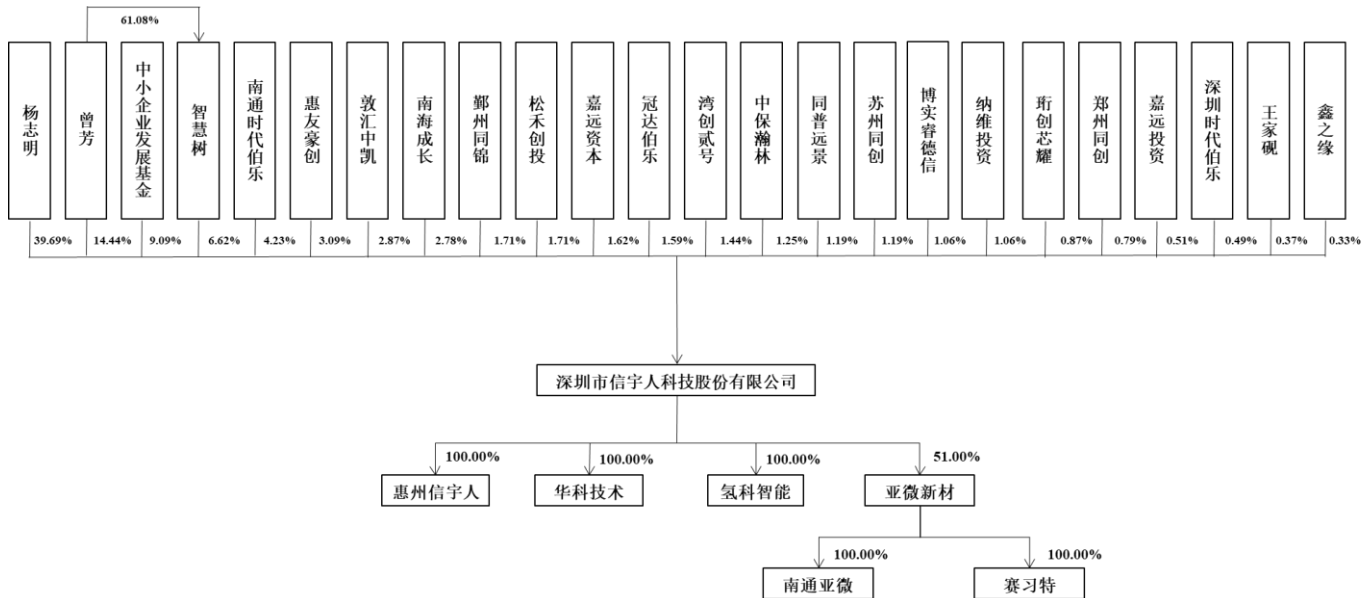 61.08%
杨志明
曾芳
中小企业发展基金
智慧树
南通时代伯乐
惠友豪创
敦汇中凯
南海成长
鄞州同锦
松禾创投
嘉远资本
冠达伯乐
湾创贰号
中保瀚林
同普远景
苏州同创
博实睿德信
纳维投资
珩创芯耀
郑州同创
嘉远投资
深圳时代伯乐
王家砚
鑫之缘
39.69%
14.44%
9.09%
6.62%
4.23%
3.09%
2.87%
2.78%
1.71%
1.71%
1.62%
1.59%
1.44%
1.25%
1.19%
1.19%
1.06%
1.06%
0.87%
0.79%
0.51%
0.49%
0.37%
0.33%
深圳市信宇人科技股份有限公司
100.00%
100.00%
100.00%
51.00%
惠州信宇人
华科技术
氢科智能
亚微新材
100.00%
100.00%
南通亚微
赛习特